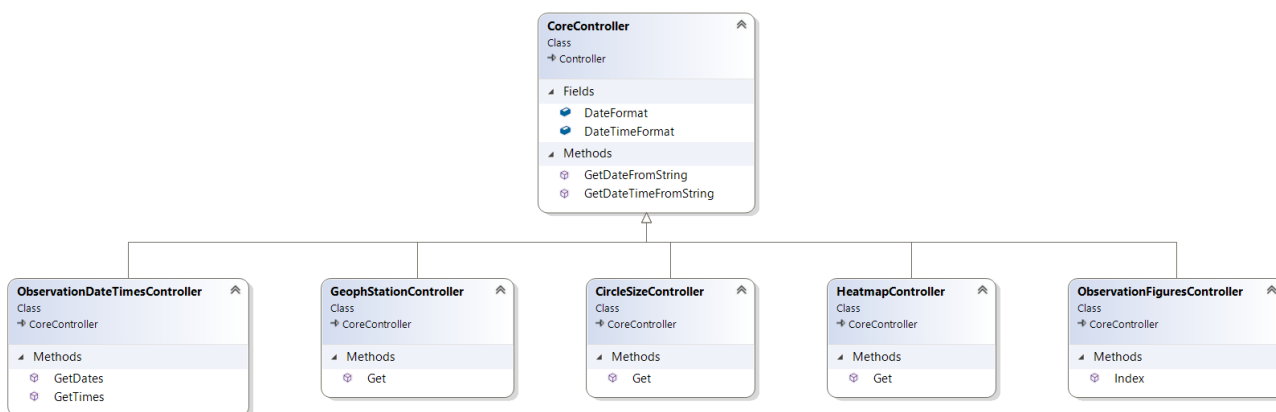 CoreController
Class
Controller
Fields
DateFormat
DateTimeFormat
Methods
GetDateFromString
GetDateTimeFromString
ObservationDateTimesController
Class
CoreController
Methods
GetDates
GetTimes
GeophStationController
Class
CoreController
Methods
Get
CircleSizeController
Class
CoreController
Methods
Get
HeatmapController
Class
CoreController
Methods
Get
ObservationFiguresController
Class
CoreController
Methods
Index